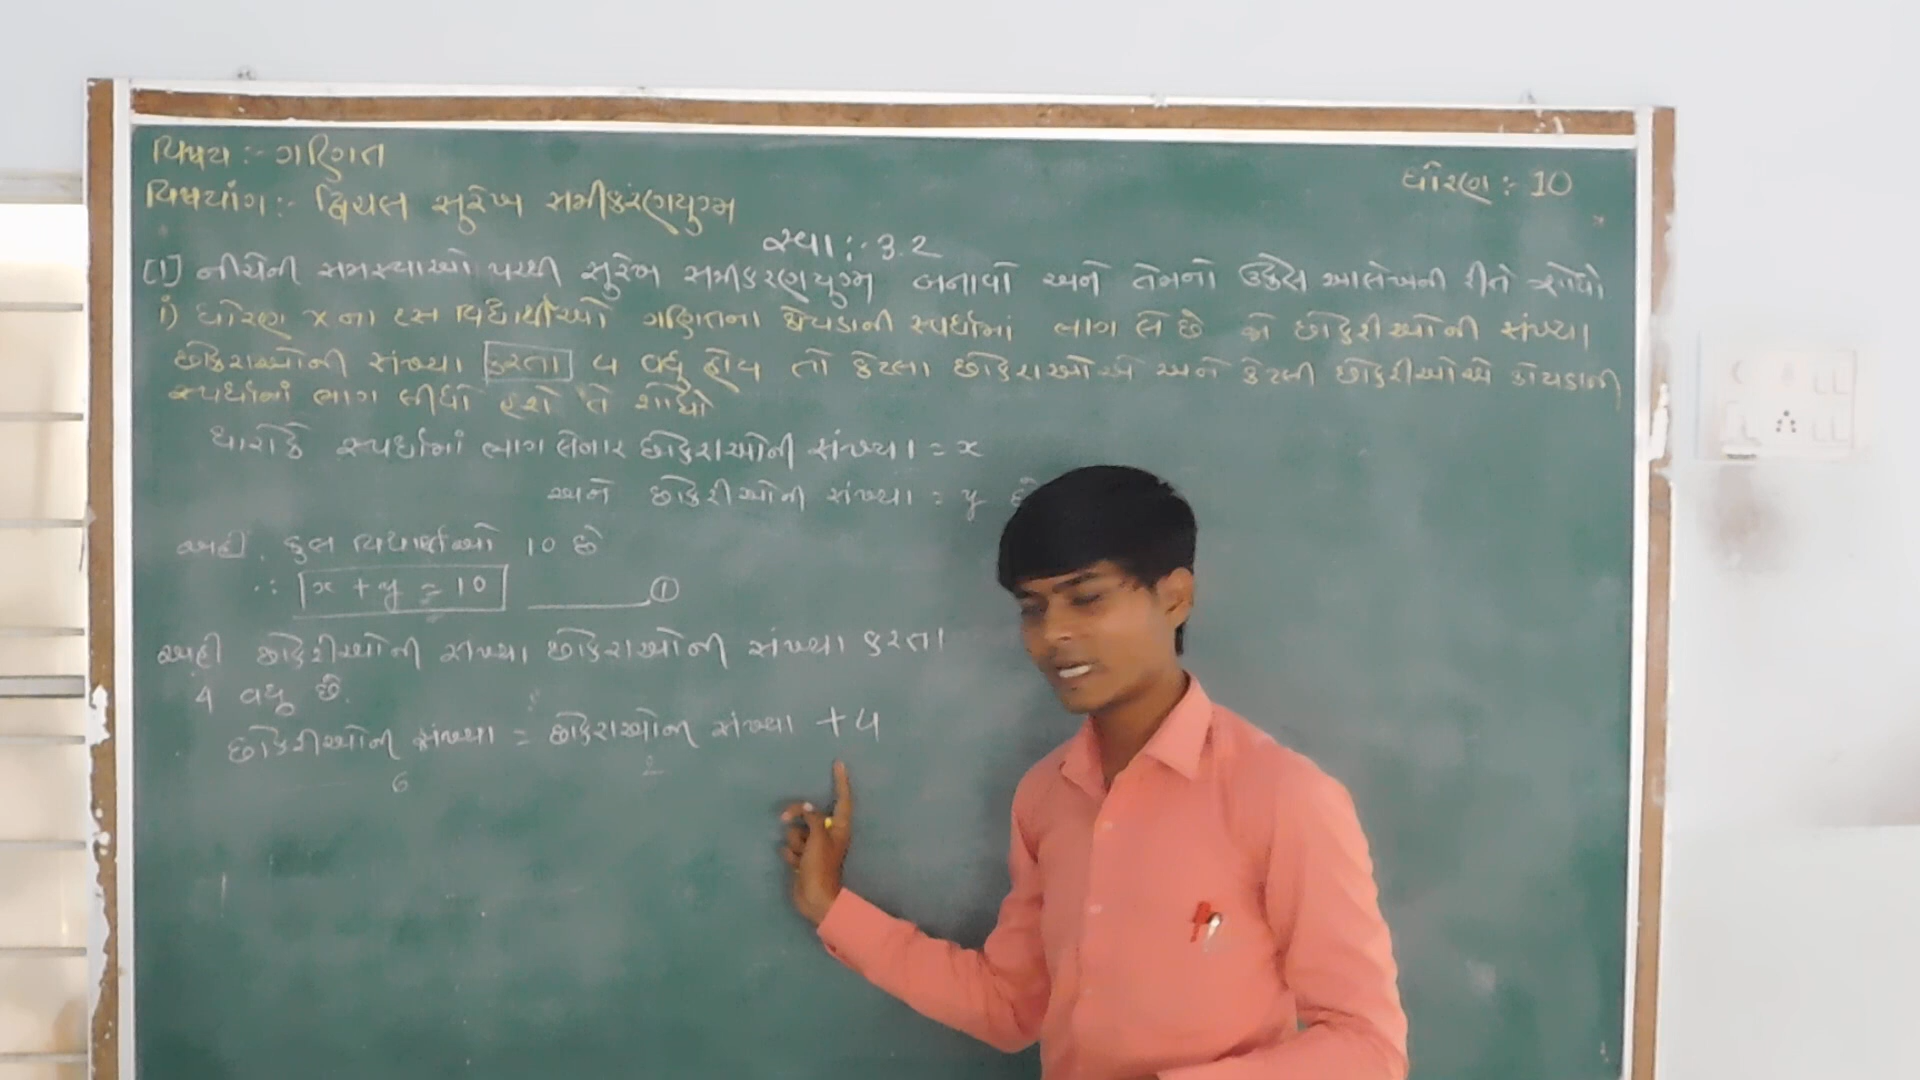 વિષય :- ગણિત
ધોરણ :- 10
વિષયાંગ :- દ્વિચલ સુરેખ સમીકરણયુગ્મ
સ્વા :- 3.2
[1] નીચેની સમસ્યાઓ પરથી સુરેખ સમીકરણયુગ્મ બનાવો અને તેમનો ઉકેલ આલેખની રીતે શોધો
i) ધોરણ X ના દસ વિદ્યાર્થીઓ ગણિતના કોયડાની સ્પર્ધામાં ભાગ લે છે જો છોકરીઓની સંખ્યા
છોકરાઓની સંખ્યા કરતા ૫ વધુ હોય તો કેટલા છોકરાઓએ અને કેટલી છોકરીઓએ કોયડાની
સ્પર્ધામાં ભાગ લીધો હશે તે શોધો
ધારોકે સ્પર્ધામાં ભાગ લેનાર છોકરાઓની સંખ્યા = x
અને છોકરીઓની સંખ્યા = y
અહી કુલ વિદ્યાર્થીઓ 10 છે
∴ x + y = 10 ①
અહી છોકરીઓની સંખ્યા છોકરાઓની સંખ્યા કરતા
4 વધુ છે.
છોકરીઓની સંખ્યા = છોકરાઓની સંખ્યા + 4
6 2